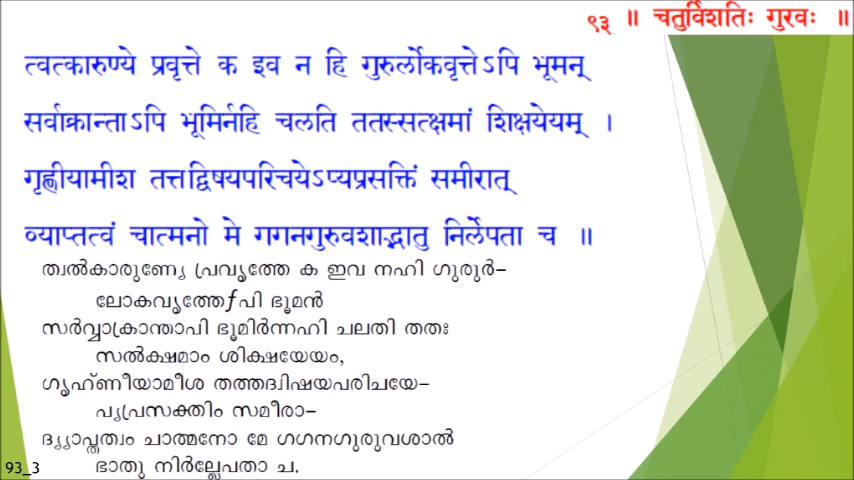 ९३ ॥ चतुर्विंशतिः गुरवः ॥
त्वत्कारुण्ये प्रवृत्ते क इव न हि गुरुर्लोकवृत्तेऽपि भूमन्
सर्वाक्रान्ताऽपि भूमिर्नहि चलति ततस्सत्क्षमां शिक्षयेयम् ।
गृह्णीयामीश तत्तद्विषयपरिचयेऽप्यप्रसक्तिं समीरात्
व्याप्तत्वं चात्मनो मे गगनगुरुवशाद्भातु निर्लेपता च ॥
ത്വൽകാരുണ്യേ പ്രവൃത്തേ ക ഇവ നഹി ഗുരുർ–
ലോകവൃത്തേƒപി ഭൂമൻ
സർവ്വാക്രാന്താപി ഭൂമിർന്നഹി ചലതി തതഃ
സൽക്ഷമാം ശിക്ഷയേയം,
ഗൃഹ്ണീയാമീശ തത്തദ്വിഷയപരിചയേ–
പ്യപ്രസക്തിം സമീരാ–
ദ്വ്യാപ്തത്വം ചാത്മനോ മേ ഗഗനഗുരുവശാൽ
ഭാതു നിർല്ലേപതാ ച.
93_3